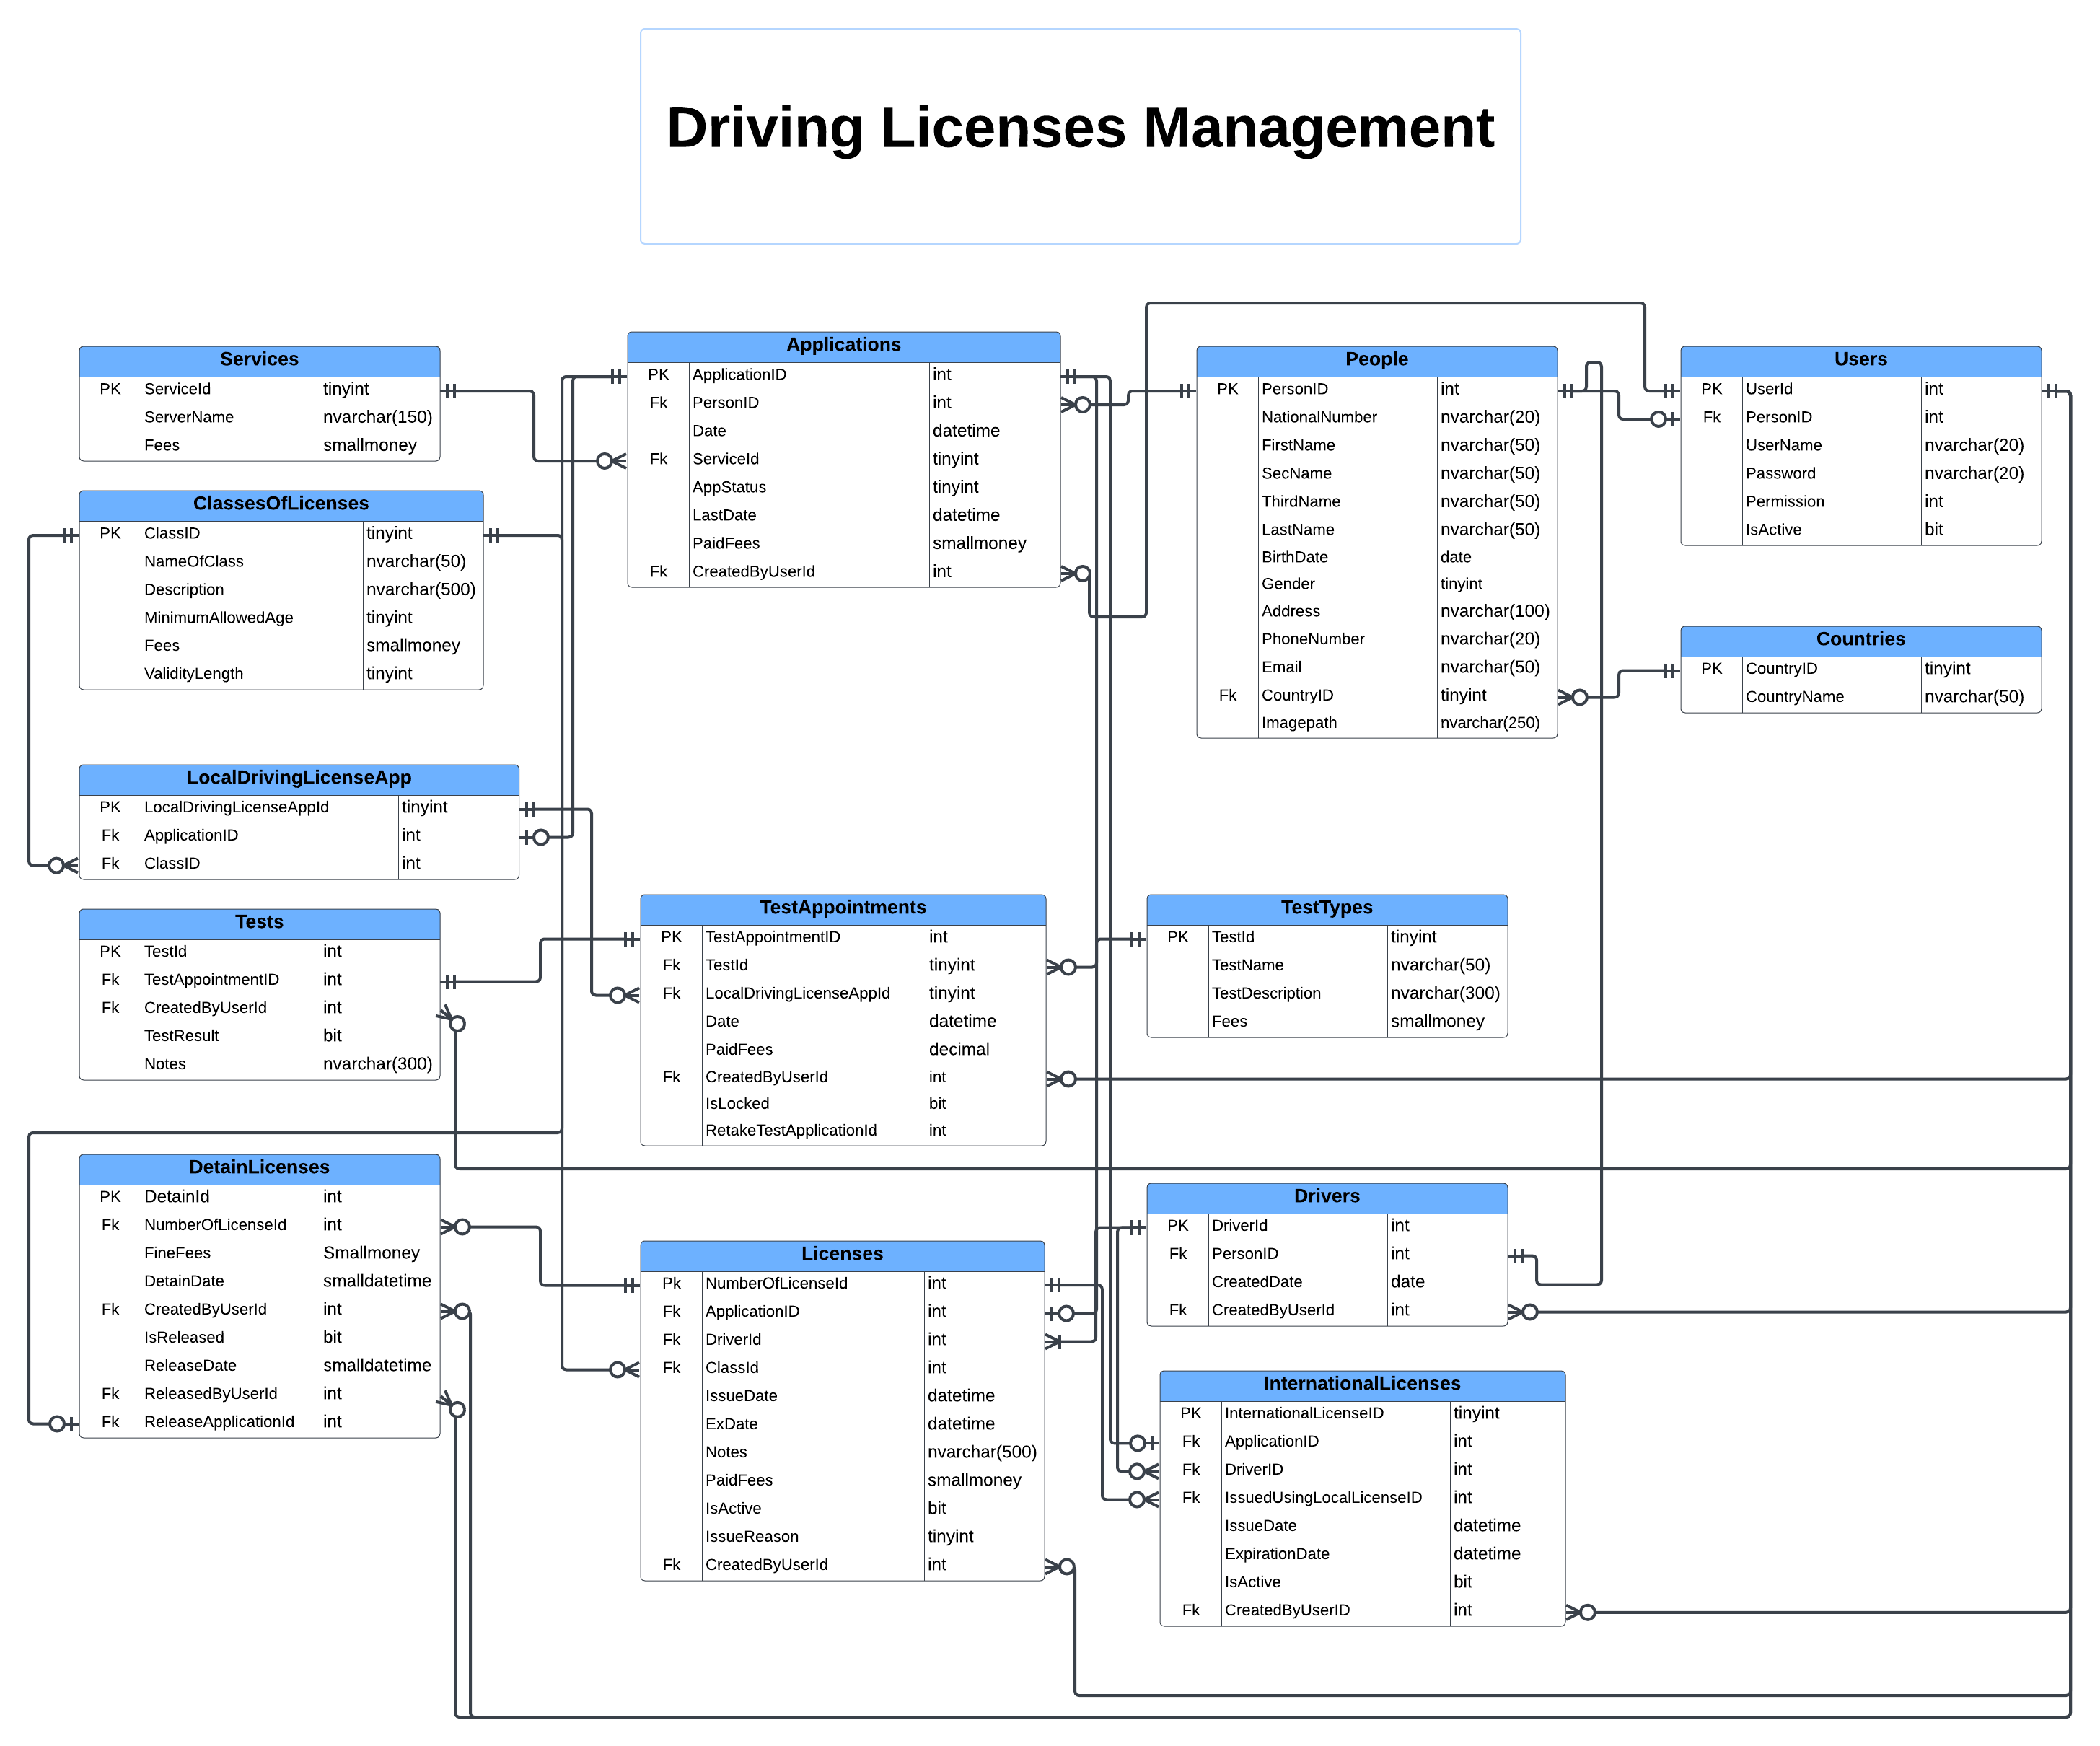 Driving Licenses Management
Services
PK ServiceId tinyint
ServerName nvarchar(150)
Fees smallmoney
Applications
PK ApplicationID int
Fk PersonID int
Date datetime
Fk ServiceId tinyint
AppStatus tinyint
LastDate datetime
PaidFees smallmoney
Fk CreatedByUserId int
People
PK PersonID int
NationalNumber nvarchar(20)
FirstName nvarchar(50)
SecName nvarchar(50)
ThirdName nvarchar(50)
LastName nvarchar(50)
BirthDate date
Gender tinyint
Address nvarchar(100)
PhoneNumber nvarchar(20)
Email nvarchar(50)
Fk CountryID tinyint
Imagepath nvarchar(250)
Users
PK UserId int
Fk PersonID int
UserName nvarchar(20)
Password nvarchar(20)
Permission int
IsActive bit
ClassesOfLicenses
PK ClassID tinyint
NameOfClass nvarchar(50)
Description nvarchar(500)
MinimumAllowedAge tinyint
Fees smallmoney
ValidityLength tinyint
Countries
PK CountryID tinyint
CountryName nvarchar(50)
LocalDrivingLicenseApp
PK LocalDrivingLicenseAppId tinyint
Fk ApplicationID int
Fk ClassID int
Tests
PK TestId int
Fk TestAppointmentID int
Fk CreatedByUserId int
TestResult bit
Notes nvarchar(300)
TestAppointments
PK TestAppointmentID int
Fk TestId tinyint
Fk LocalDrivingLicenseAppId tinyint
Date datetime
PaidFees decimal
Fk CreatedByUserId int
IsLocked bit
RetakeTestApplicationId int
TestTypes
PK TestId tinyint
TestName nvarchar(50)
TestDescription nvarchar(300)
Fees smallmoney
DetainLicenses
PK DetainId int
Fk NumberOfLicenseId int
FineFees Smallmoney
DetainDate smalldatetime
Fk CreatedByUserId int
IsReleased bit
ReleaseDate smalldatetime
Fk ReleasedByUserId int
Fk ReleaseApplicationId int
Licenses
Pk NumberOfLicenseId int
Fk ApplicationID int
Fk DriverId int
Fk ClassId int
IssueDate datetime
ExDate datetime
Notes nvarchar(500)
PaidFees smallmoney
IsActive bit
IssueReason tinyint
Fk CreatedByUserId int
Drivers
PK DriverId int
Fk PersonID int
CreatedDate date
Fk CreatedByUserId int
InternationalLicenses
PK InternationalLicenseID tinyint
Fk ApplicationID int
Fk DriverID int
Fk IssuedUsingLocalLicenseID int
IssueDate datetime
ExpirationDate datetime
IsActive bit
Fk CreatedByUserID int